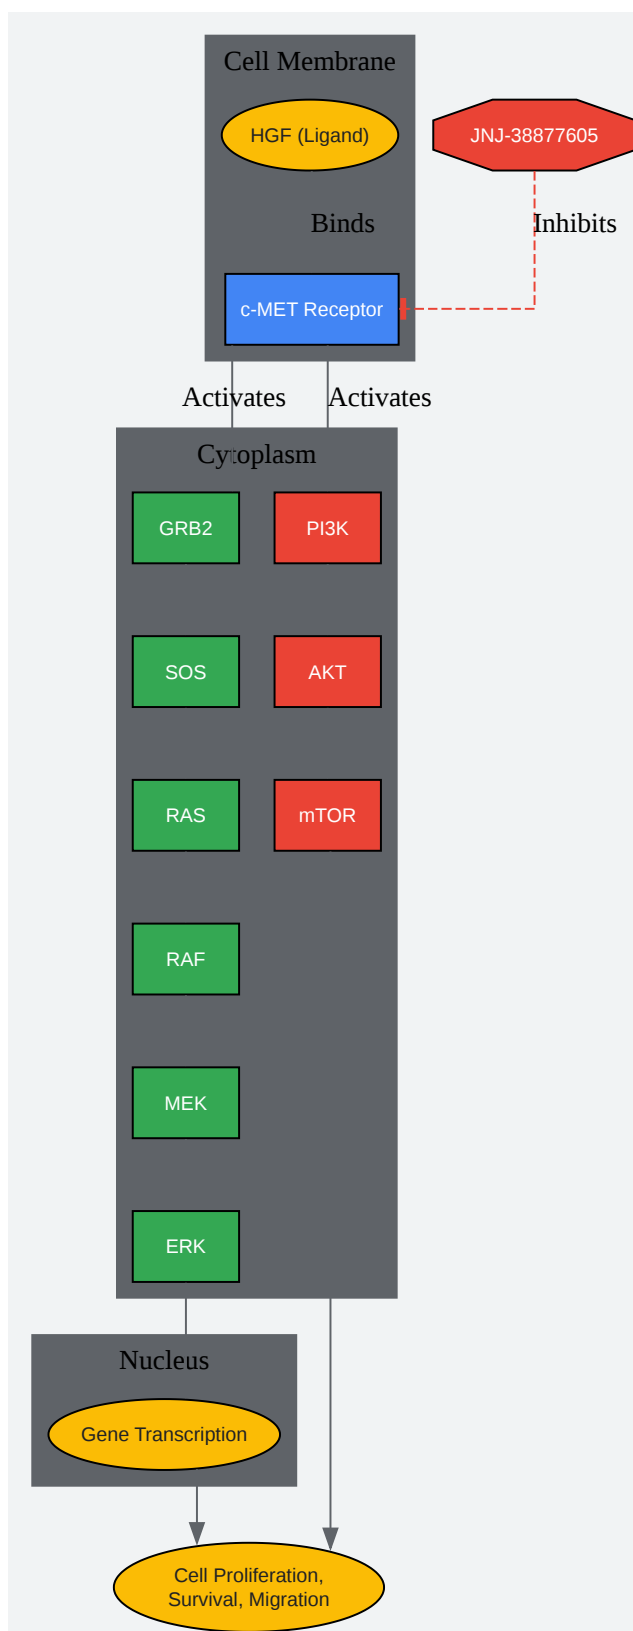 Cell Membrane
HGF (Ligand)
JNJ-38877605
Binds
Inhibits
c-MET Receptor
Activates
Activates
Cytoplasm
GRB2
PI3K
SOS
AKT
RAS
mTOR
RAF
MEK
ERK
Nucleus
Gene Transcription
Cell Proliferation,
Survival, Migration